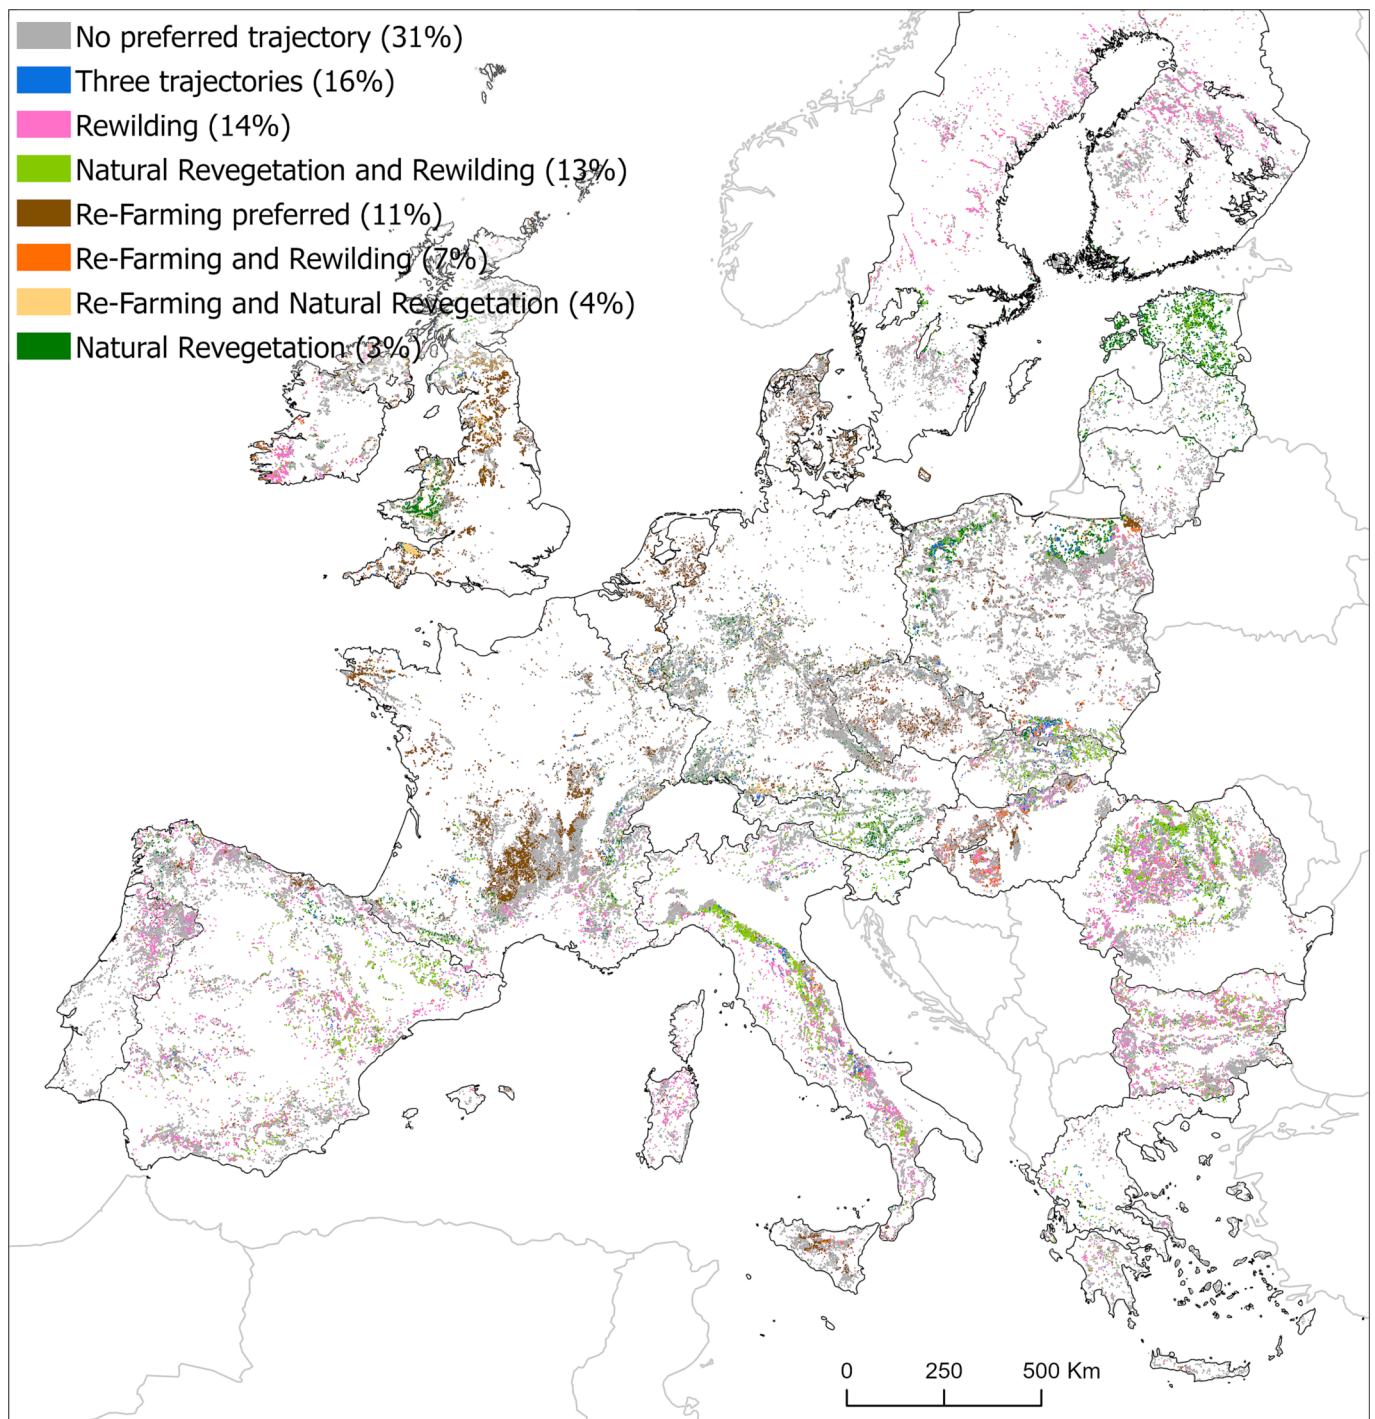 No preferred trajectory (31%)
Three trajectories (16%)
Rewilding (14%)
Natural Revegetation and Rewilding (13%)
Re-Farming preferred (11%)
Re-Farming and Rewilding (7%)
Re-Farming and Natural Revegetation (4%)
Natural Revegetation (3%)
0 250 500 Km